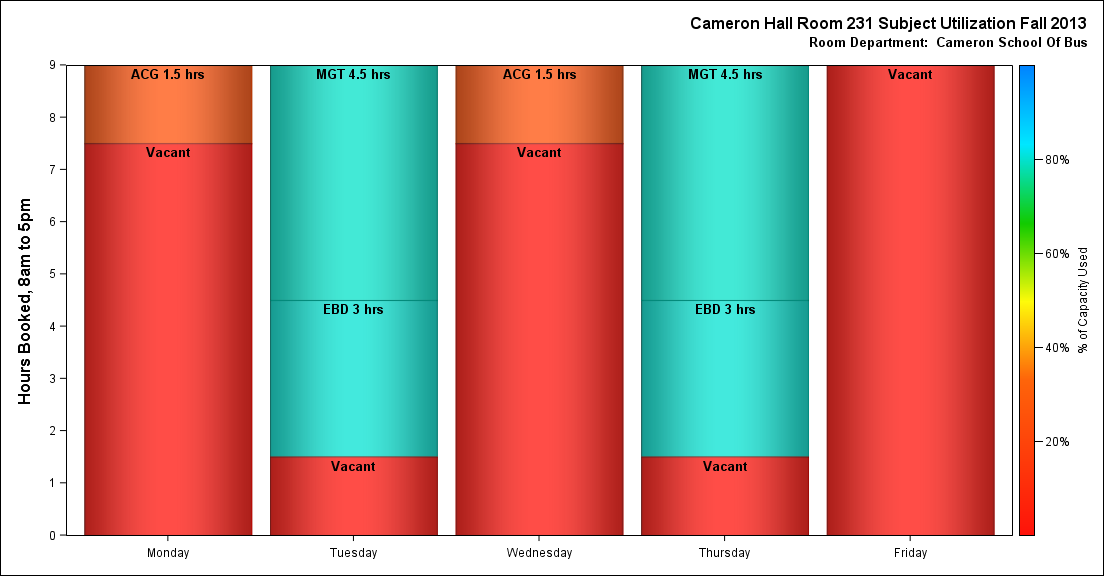 Cameron Hall Room 231 Subject Utilization Fall 2013
Room Department:  Cameron School Of Bus
Hours Booked, 8am to 5pm
9
8
7
6
5
4
3
2
1
0
ACG 1.5 hrs
Vacant
MGT 4.5 hrs
EBD 3 hrs
Vacant
ACG 1.5 hrs
Vacant
MGT 4.5 hrs
EBD 3 hrs
Vacant
Vacant
Monday
Tuesday
Wednesday
Thursday
Friday
80%
60%
40%
20%
% of Capacity Used